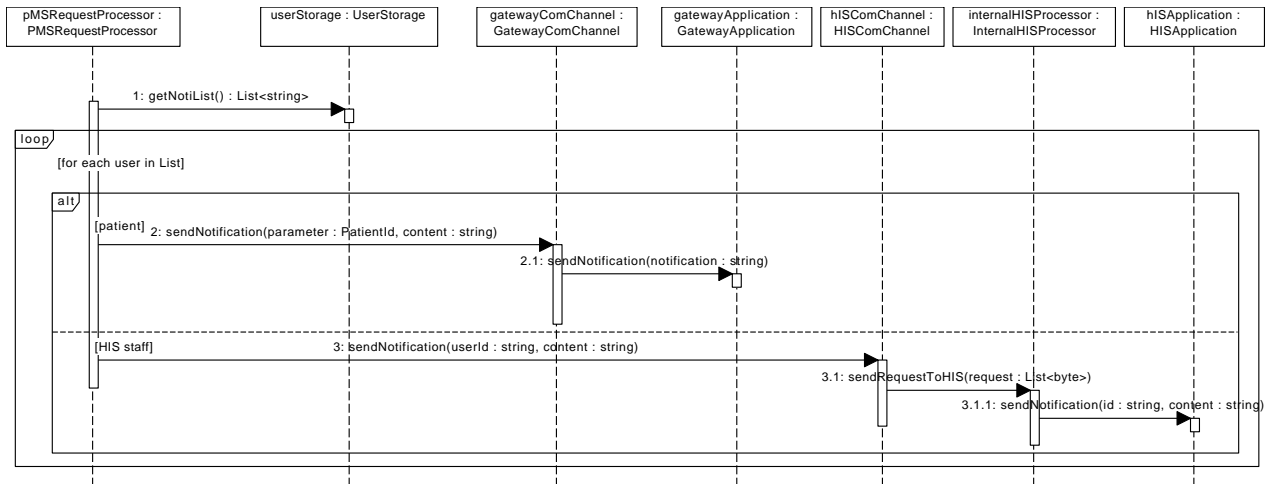 pMSRequestProcessor :
PMSRequestProcessor
userStorage : UserStorage
gatewayComChannel :
GatewayComChannel
gatewayApplication :
GatewayApplication
hISComChannel :
HISComChannel
internalHISProcessor :
InternalHISProcessor
hISApplication :
HISApplication
1: getNotiList() : List<string>
loop
[for each user in List]
alt
[patient]
2: sendNotification(parameter : PatientId, content : string)
2.1: sendNotification(notification : string)
[HIS staff]
3: sendNotification(userId : string, content : string)
3.1: sendRequestToHIS(request : List<byte>)
3.1.1: sendNotification(id : string, content : string)